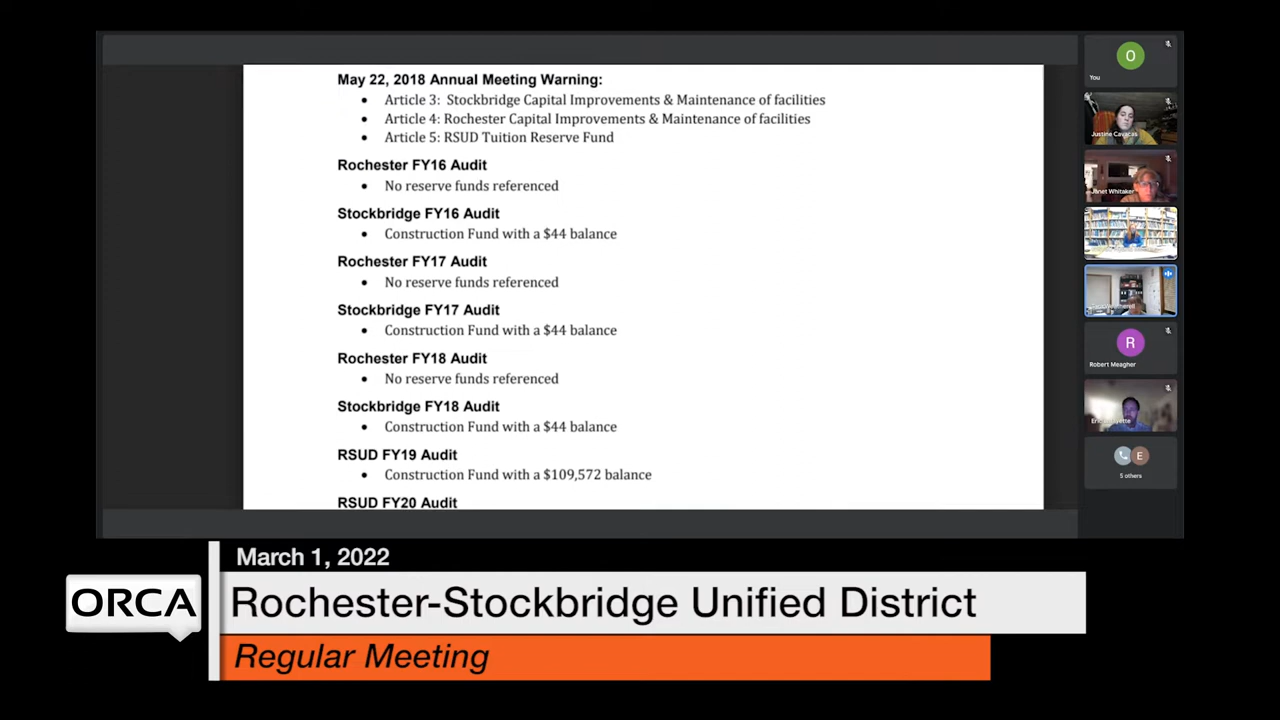 May 22, 2018 Annual Meeting Warning:
• Article 3: Stockbridge Capital Improvements & Maintenance of facilities
• Article 4: Rochester Capital Improvements & Maintenance of facilities
• Article 5: RSUD Tuition Reserve Fund
Rochester FY16 Audit
• No reserve funds referenced
Stockbridge FY16 Audit
• Construction Fund with a $44 balance
Rochester FY17 Audit
• No reserve funds referenced
Stockbridge FY17 Audit
• Construction Fund with a $44 balance
Rochester FY18 Audit
• No reserve funds referenced
Stockbridge FY18 Audit
• Construction Fund with a $44 balance
RSUD FY19 Audit
• Construction Fund with a $109,572 balance
RSUD FY20 Audit
O
You
Justine Cavacas
Janet Whitaker
R
Robert Meagher
E
5 others
March 1, 2022
ORCA
Rochester-Stockbridge Unified District
Regular Meeting